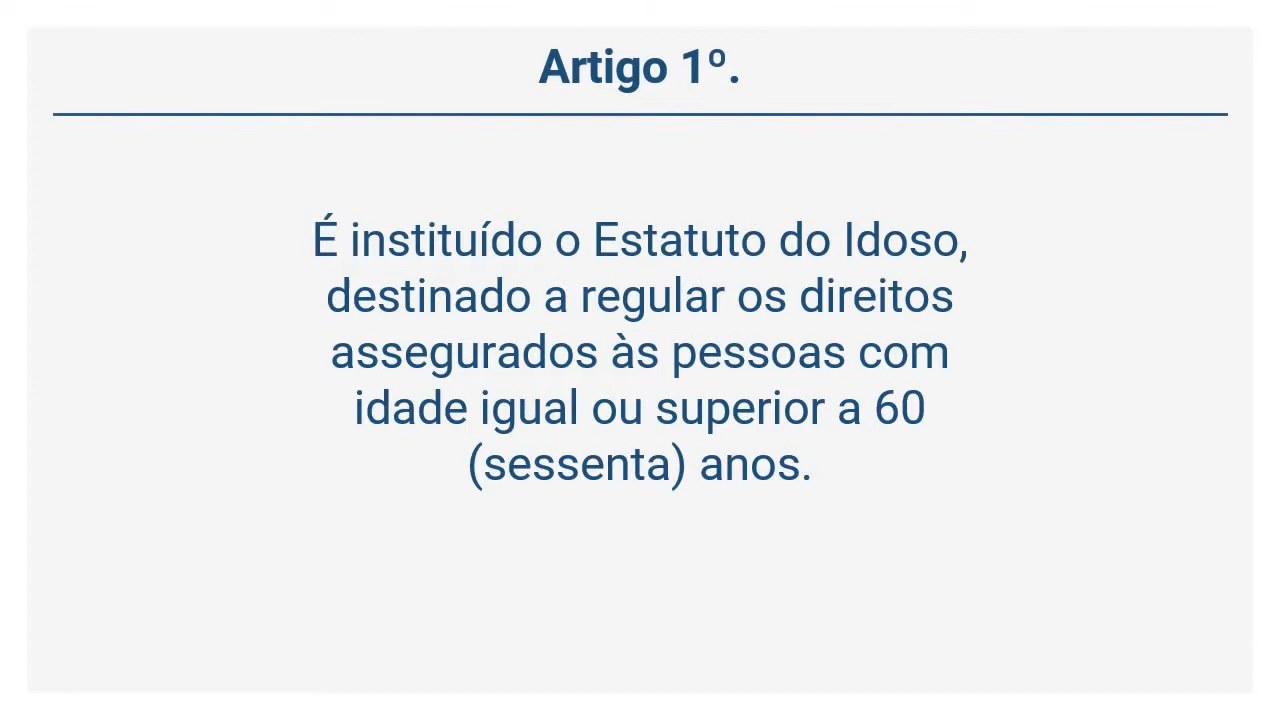 Artigo 1º.
É instituído o Estatuto do Idoso,
destinado a regular os direitos
assegurados às pessoas com
idade igual ou superior a 60
(sessenta) anos.